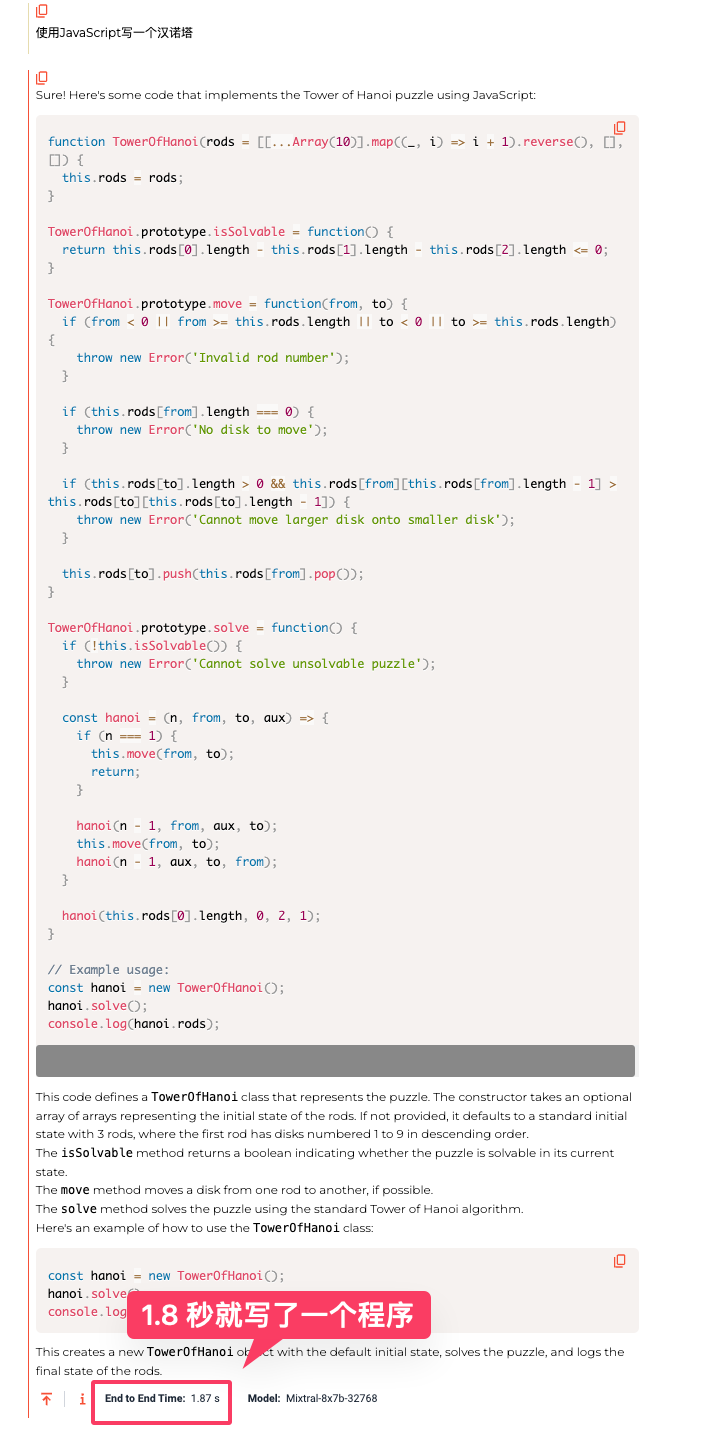 使用JavaScript写一个汉诺塔
Sure! Here's some code that implements the Tower of Hanoi puzzle using JavaScript:
function TowerOfHanoi(rods = [[...Array(10)].map((_, i) => i + 1).reverse(), [],
[]) {
  this.rods = rods;
}

TowerOfHanoi.prototype.isSolvable = function() {
  return this.rods[0].length - this.rods[1].length - this.rods[2].length <= 0;
}

TowerOfHanoi.prototype.move = function(from, to) {
  if (from < 0 || from >= this.rods.length || to < 0 || to >= this.rods.length)
{
    throw new Error('Invalid rod number');
  }

  if (this.rods[from].length === 0) {
    throw new Error('No disk to move');
  }

  if (this.rods[to].length > 0 && this.rods[from][this.rods[from].length - 1] >
this.rods[to][this.rods[to].length - 1]) {
    throw new Error('Cannot move larger disk onto smaller disk');
  }

  this.rods[to].push(this.rods[from].pop());
}

TowerOfHanoi.prototype.solve = function() {
  if (!this.isSolvable()) {
    throw new Error('Cannot solve unsolvable puzzle');
  }

  const hanoi = (n, from, to, aux) => {
    if (n === 1) {
      this.move(from, to);
      return;
    }

    hanoi(n - 1, from, aux, to);
    this.move(from, to);
    hanoi(n - 1, aux, to, from);
  }

  hanoi(this.rods[0].length, 0, 2, 1);
}

// Example usage:
const hanoi = new TowerOfHanoi();
hanoi.solve();
console.log(hanoi.rods);
This code defines a TowerOfHanoi class that represents the puzzle. The constructor takes an optional
array of arrays representing the initial state of the rods. If not provided, it defaults to a standard initial
state with 3 rods, where the first rod has disks numbered 1 to 9 in descending order.
The isSolvable method returns a boolean indicating whether the puzzle is solvable in its current
state.
The move method moves a disk from one rod to another, if possible.
The solve method solves the puzzle using the standard Tower of Hanoi algorithm.
Here's an example of how to use the TowerOfHanoi class:
const hanoi = new TowerOfHanoi();
hanoi.solve
console.log
1.8 秒就写了一个程序
This creates a new TowerOfHanoi object with the default initial state, solves the puzzle, and logs the
final state of the rods.
End to End Time: 1.87 s Model: Mixtral-8x7b-32768